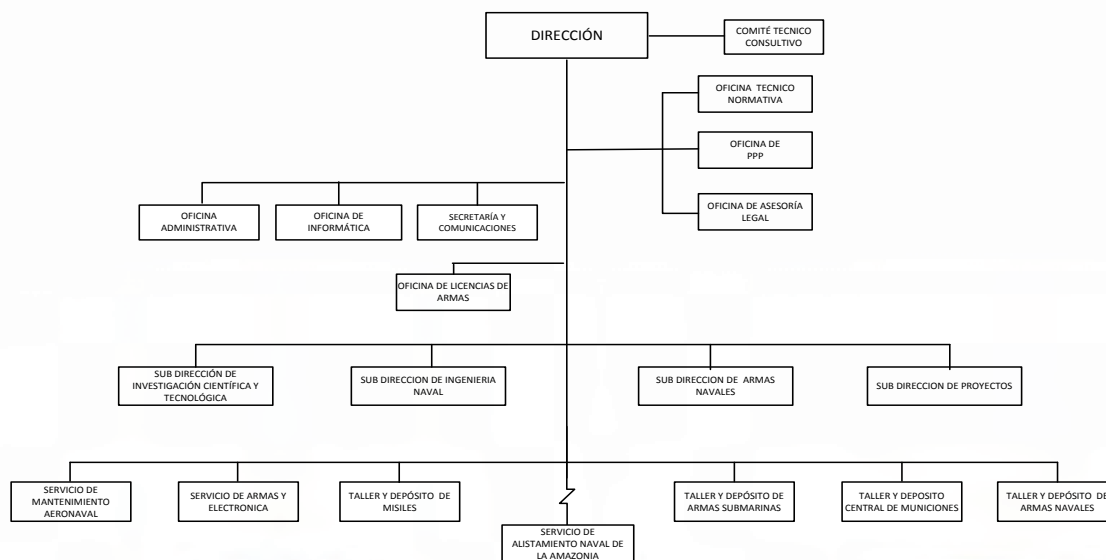 DIRECCIÓN
COMITÉ TECNICO
CONSULTIVO
OFICINA TECNICO
NORMATIVA
OFICINA DE
PPP
OFICINA DE ASESORÍA
LEGAL
OFICINA
ADMINISTRATIVA
OFICINA DE
INFORMÁTICA
SECRETARÍA Y
COMUNICACIONES
OFICINA DE LICENCIAS DE
ARMAS
SUB DIRECCIÓN DE
INVESTIGACIÓN CIENTÍFICA Y
TECNOLÓGICA
SUB DIRECCION DE INGENIERIA
NAVAL
SUB DIRECCION DE ARMAS
NAVALES
SUB DIRECCION DE PROYECTOS
SERVICIO DE
MANTENIMIENTO
AERONAVAL
SERVICIO DE ARMAS Y
ELECTRONICA
TALLER Y DEPÓSITO DE
MISILES
SERVICIO DE
ALISTAMIENTO NAVAL DE
LA AMAZONIA
TALLER Y DEPÓSITO DE
ARMAS SUBMARINAS
TALLER Y DEPOSITO
CENTRAL DE MUNICIONES
TALLER Y DEPÓSITO DE
ARMAS NAVALES